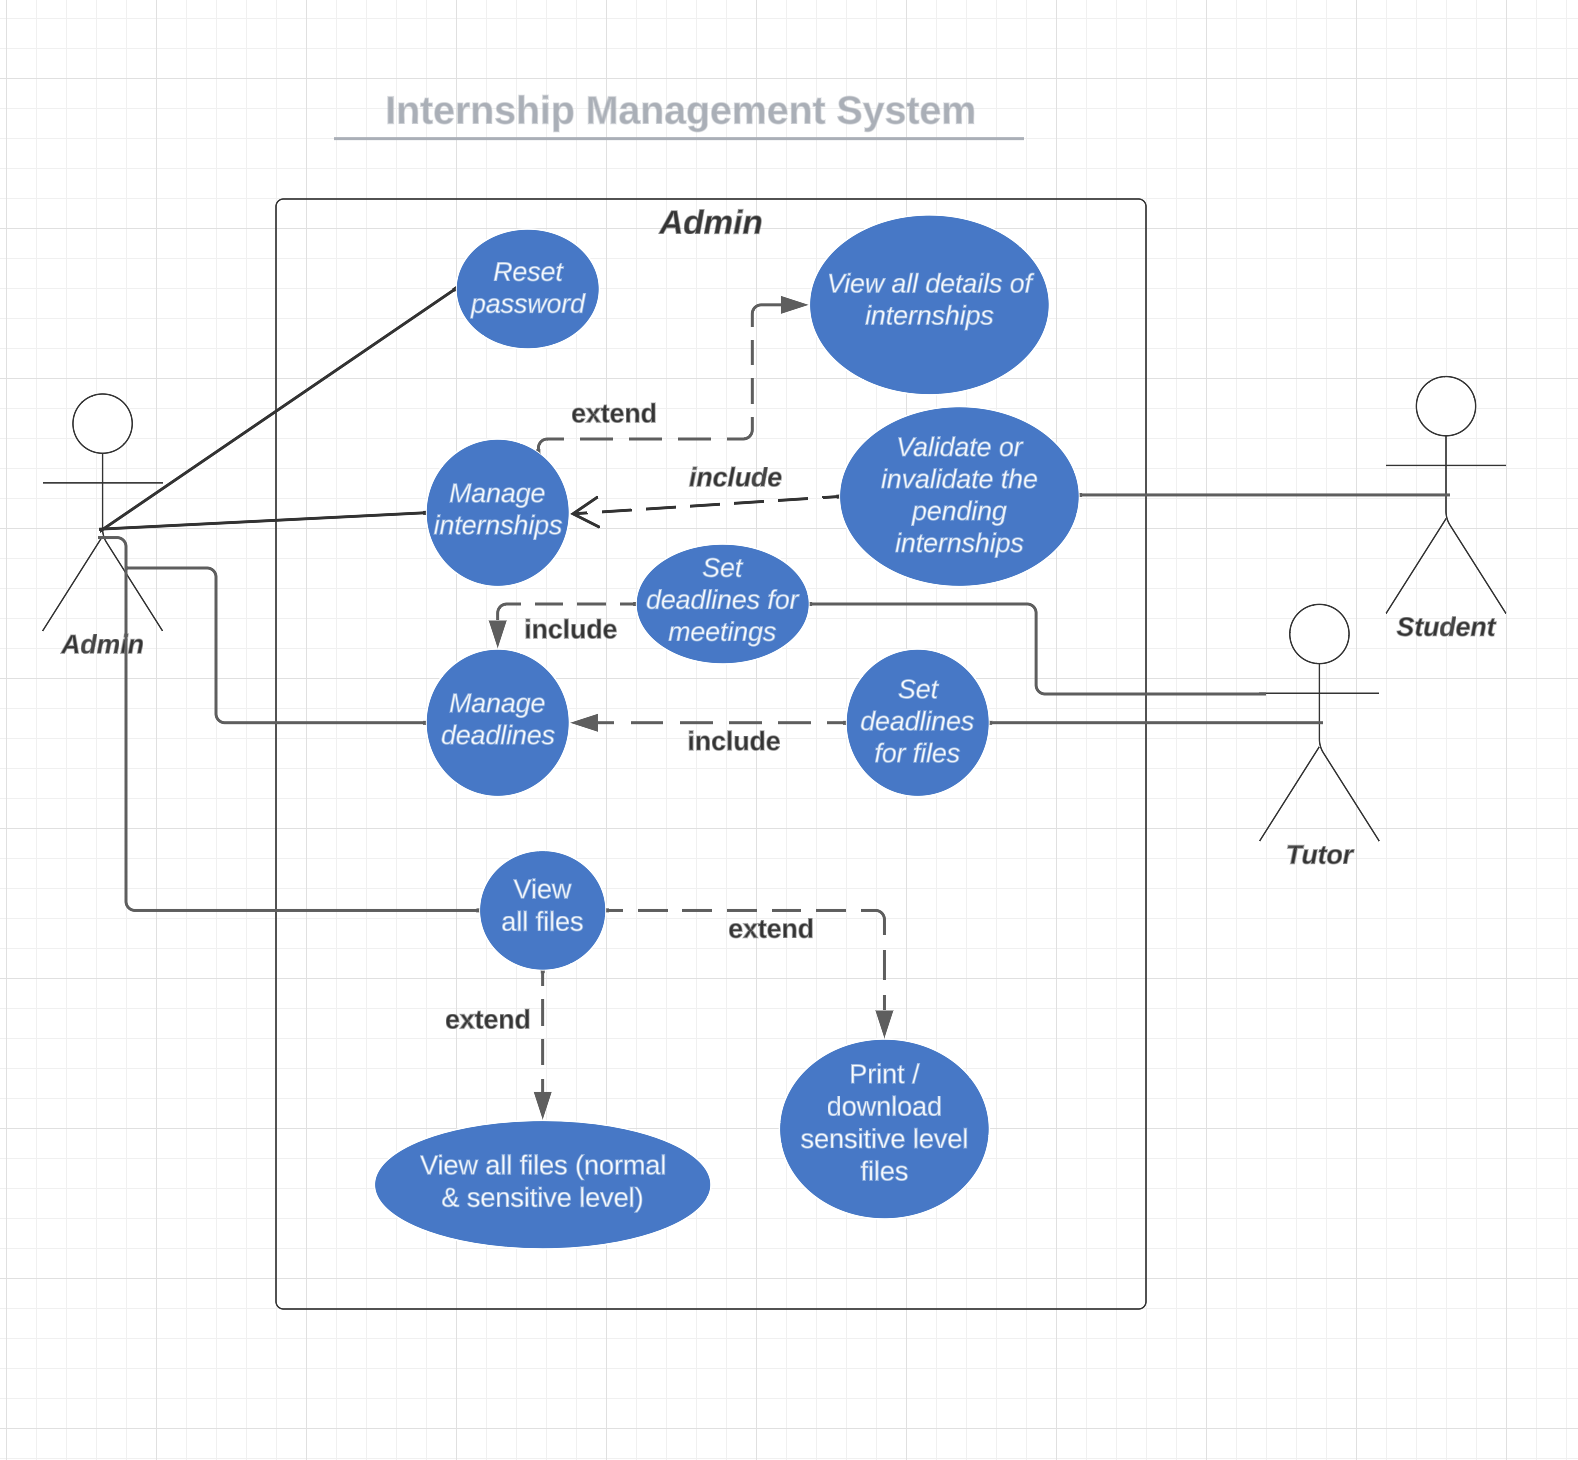 Internship Management System
Admin
Reset
password
View all details of
internships
extend
Manage
internships
include
Validate or
invalidate the
pending
internships
Set
deadlines for
meetings
include
Admin
Student
Manage
deadlines
include
Set
deadlines
for files
Tutor
View
all files
extend
extend
Print /
download
sensitive level
files
View all files (normal
& sensitive level)